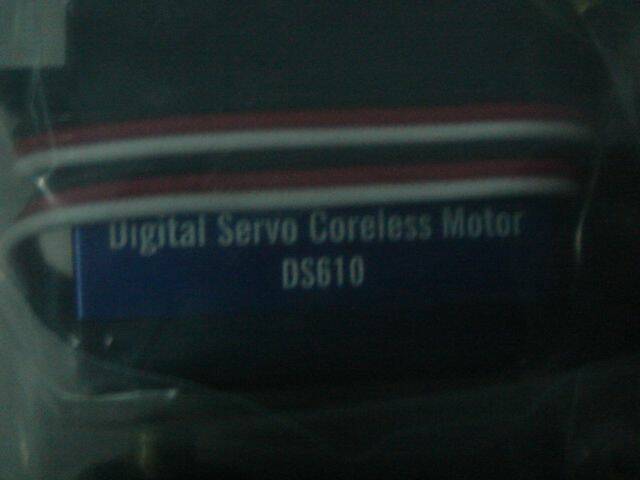 Digital Servo Coreless Motor
DS610